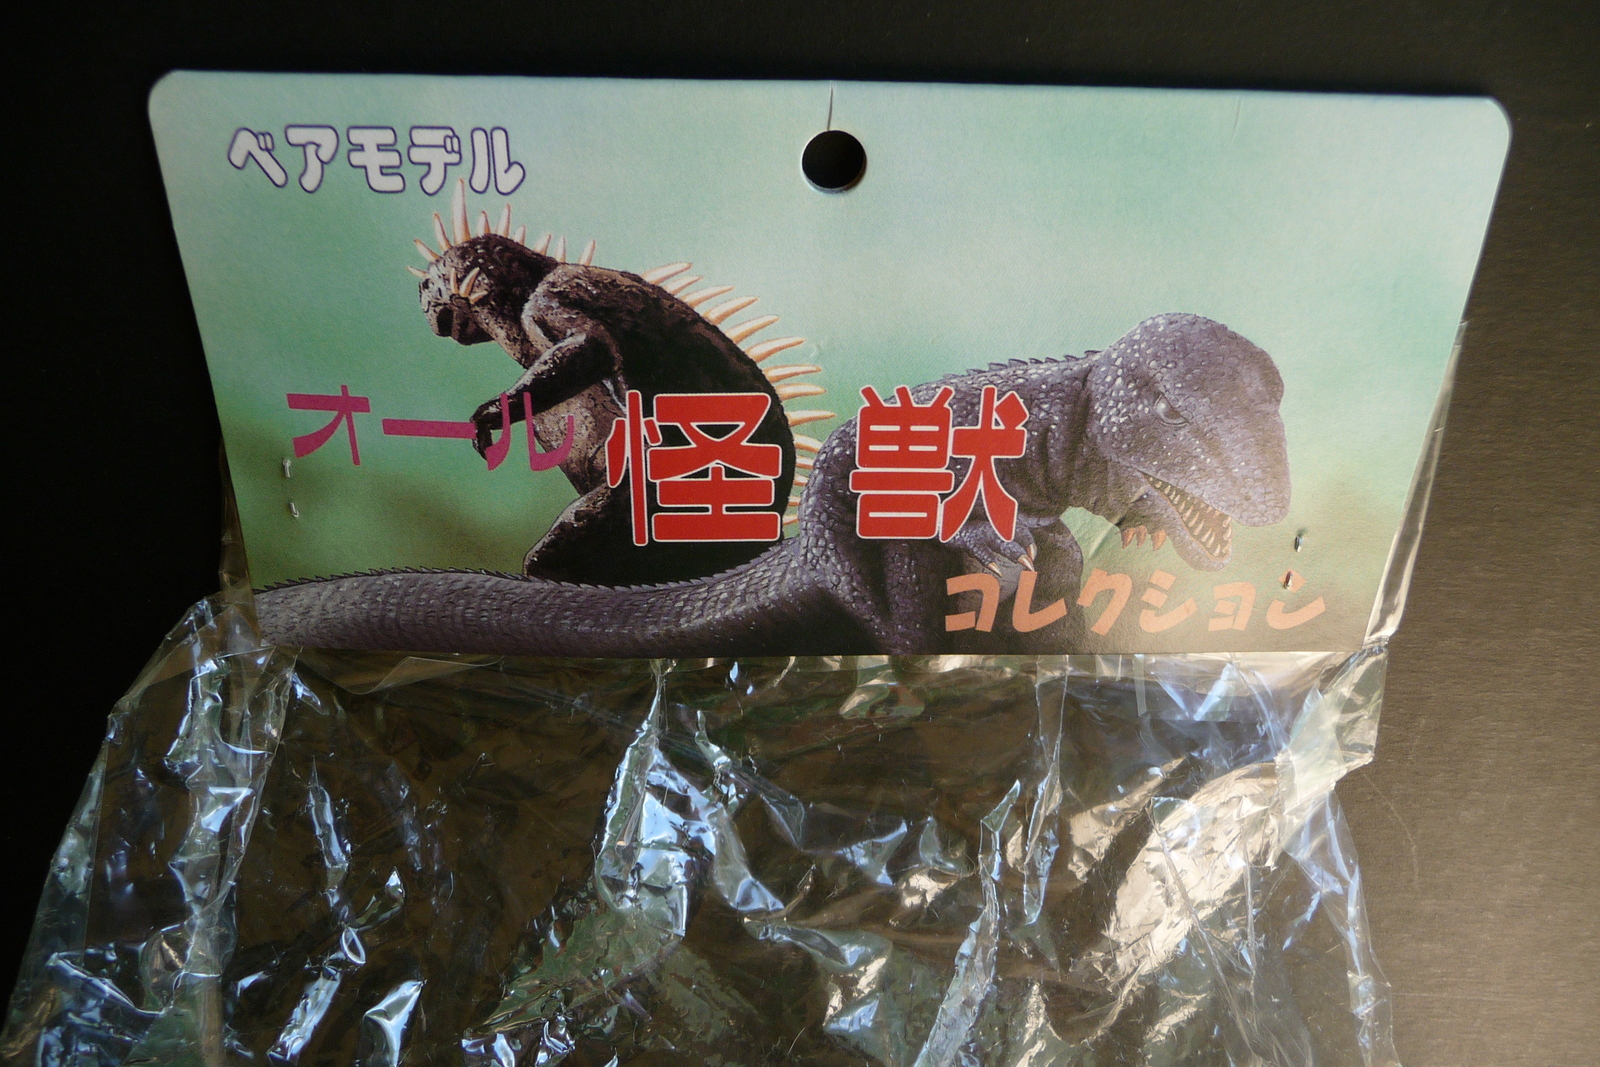 ベアモデル
オール怪獣
コレクション